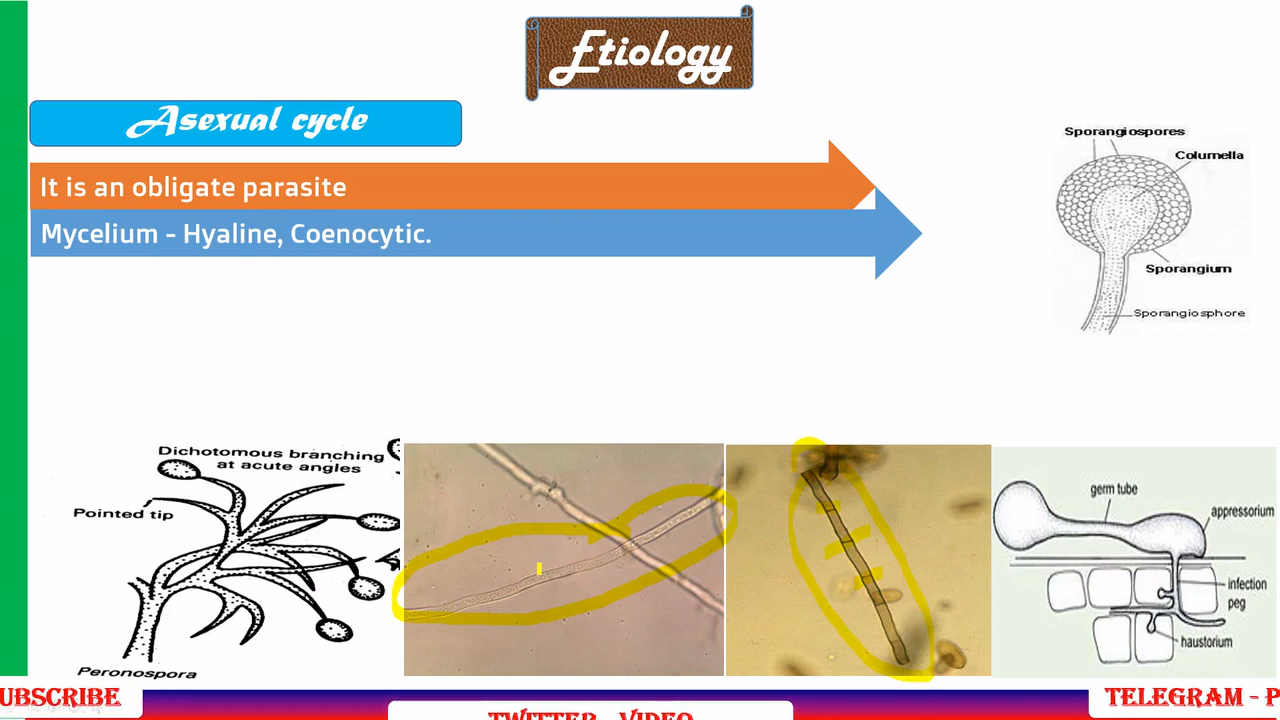 Etiology
Asexual cycle
It is an obligate parasite
Mycelium - Hyaline, Coenocytic.
Sporangiospores
Columella
Sporangium
Sporangiosphore
Dichotomous branching
at acute angles
Pointed tip
Peronospora
germ tube
appressorium
infection
peg
haustorium
UBSCRIBE
TWITTER - VIDEO
TELEGRAM - P